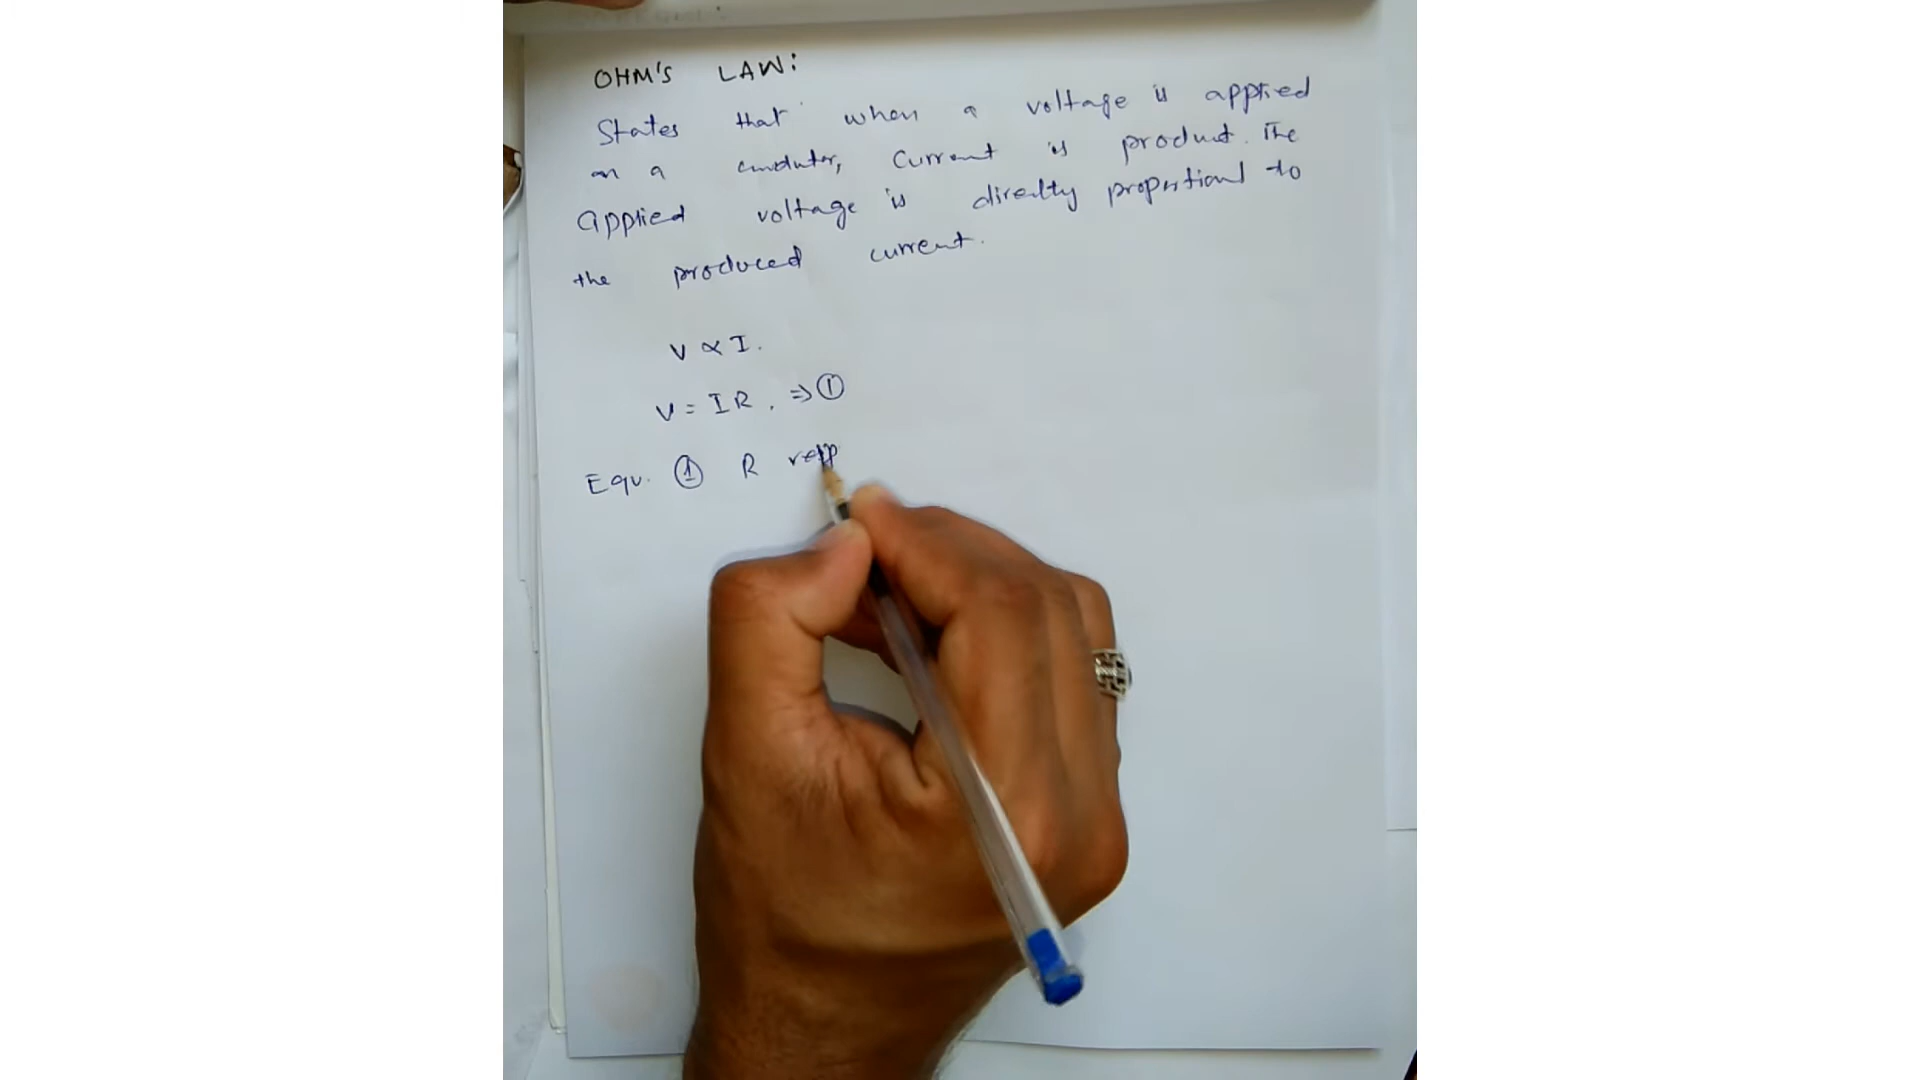 OHM'S LAW:
States that when a voltage is applied
on a conductor, Current is product. The
applied voltage is directly proportional to
the produced current.
V ∝ I.
V = IR. ⇒ ①
Equ. ① R